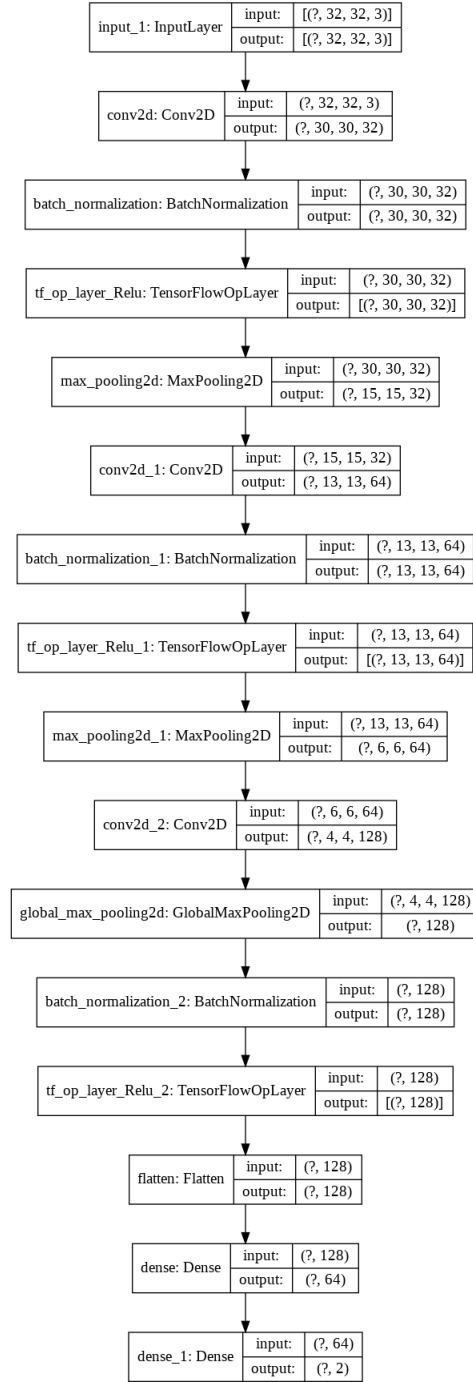 input_1: InputLayer input: [(?, 32, 32, 3)]
output: [(?, 32, 32, 3)]
conv2d: Conv2D input: (?, 32, 32, 3)
output: (?, 30, 30, 32)
batch_normalization: BatchNormalization input: (?, 30, 30, 32)
output: (?, 30, 30, 32)
tf_op_layer_Relu: TensorFlowOpLayer input: (?, 30, 30, 32)
output: [(?, 30, 30, 32)]
max_pooling2d: MaxPooling2D input: (?, 30, 30, 32)
output: (?, 15, 15, 32)
conv2d_1: Conv2D input: (?, 15, 15, 32)
output: (?, 13, 13, 64)
batch_normalization_1: BatchNormalization input: (?, 13, 13, 64)
output: (?, 13, 13, 64)
tf_op_layer_Relu_1: TensorFlowOpLayer input: (?, 13, 13, 64)
output: [(?, 13, 13, 64)]
max_pooling2d_1: MaxPooling2D input: (?, 13, 13, 64)
output: (?, 6, 6, 64)
conv2d_2: Conv2D input: (?, 6, 6, 64)
output: (?, 4, 4, 128)
global_max_pooling2d: GlobalMaxPooling2D input: (?, 4, 4, 128)
output: (?, 128)
batch_normalization_2: BatchNormalization input: (?, 128)
output: (?, 128)
tf_op_layer_Relu_2: TensorFlowOpLayer input: (?, 128)
output: [(?, 128)]
flatten: Flatten input: (?, 128)
output: (?, 128)
dense: Dense input: (?, 128)
output: (?, 64)
dense_1: Dense input: (?, 64)
output: (?, 2)